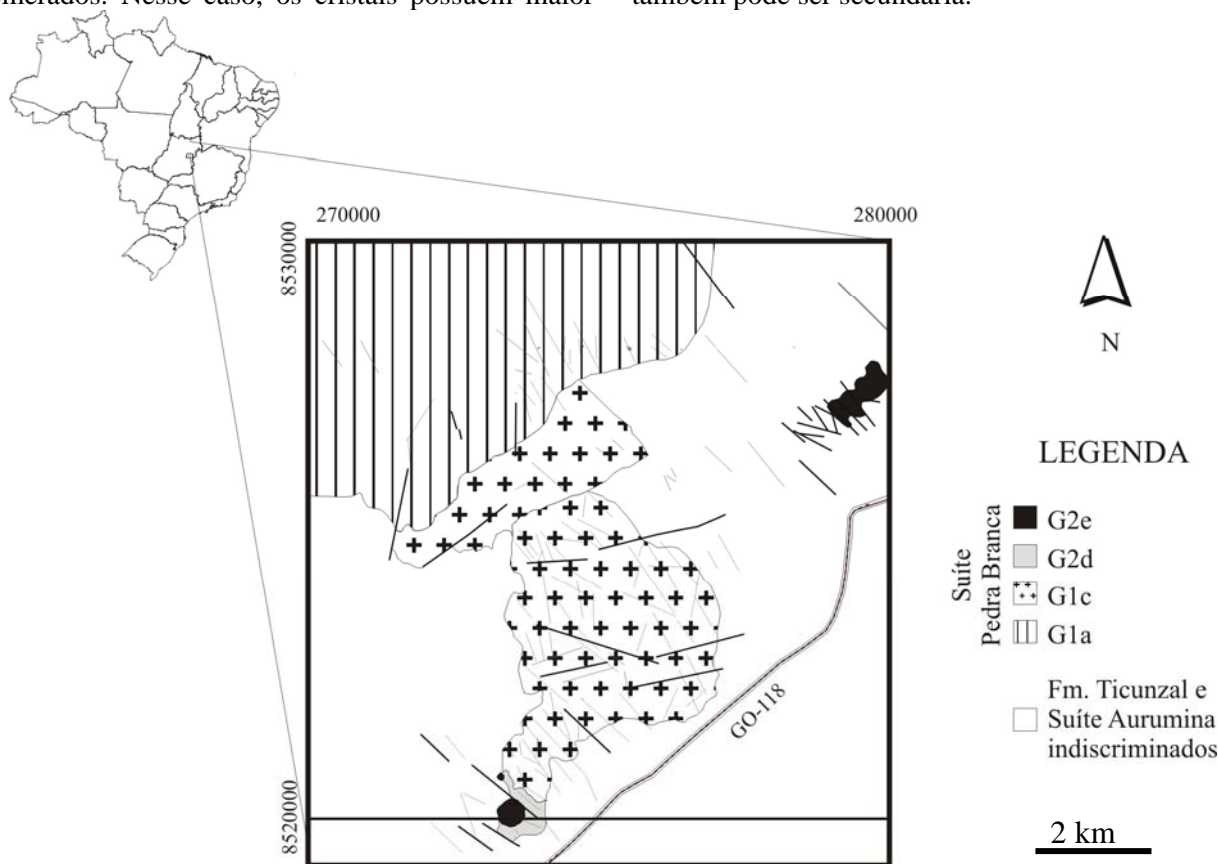 omerados. Nesse caso, os cristais possuem maior
também pode ser secundária.
270000
280000
8530000
N
LEGENDA
Suíte
Pedra Branca
G2e
G2d
G1c
G1a
Fm. Ticunzal e
Suíte Aurumina
indiscriminados
GO-118
8520000
2 km